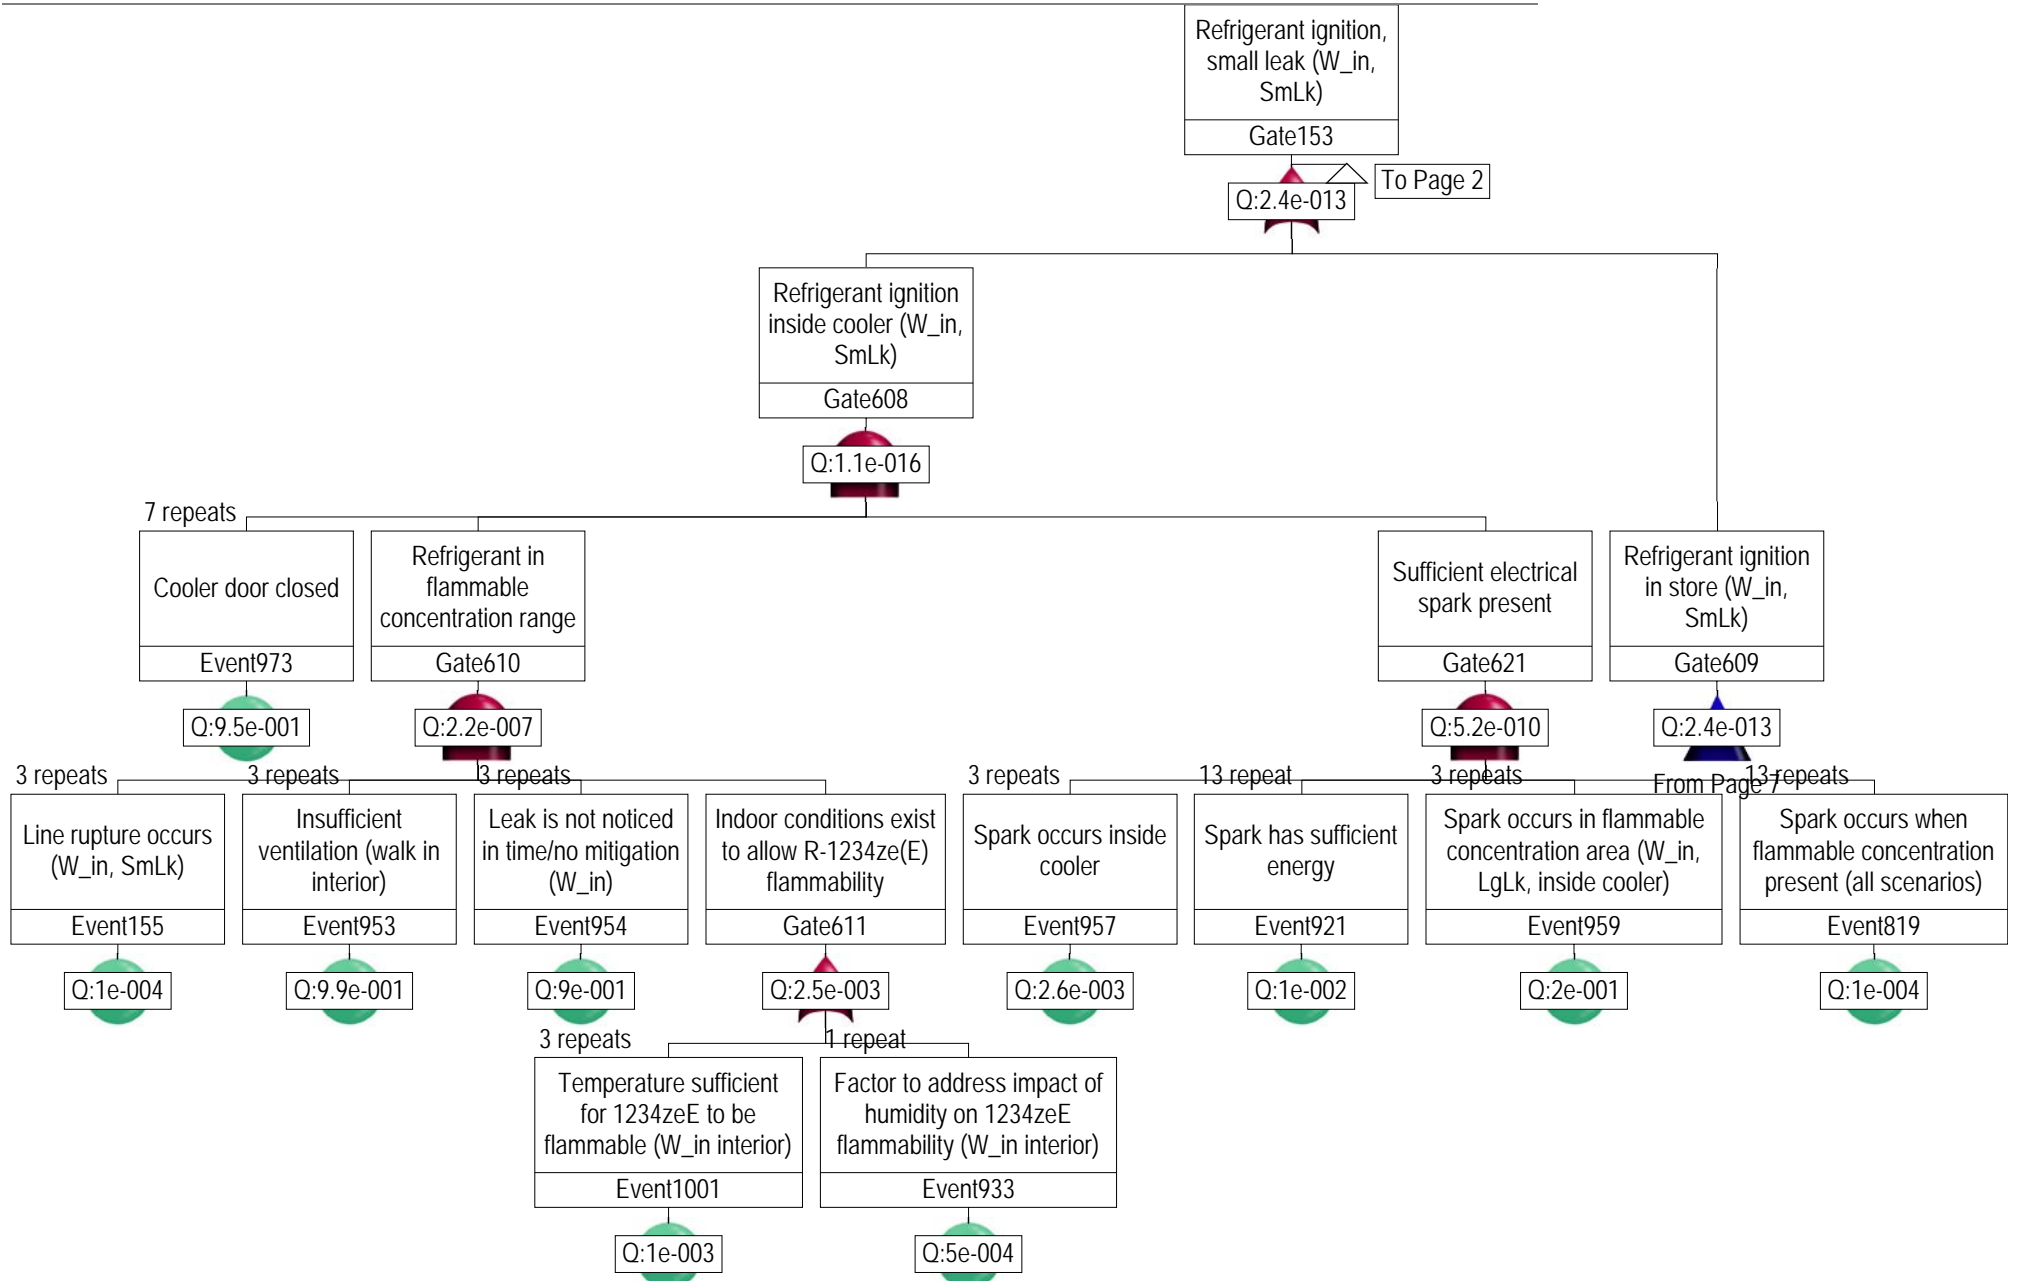 Refrigerant ignition,
small leak (W_in,
SmLk)
Gate153
To Page 2
Q:2.4e-013
Refrigerant ignition
inside cooler (W_in,
SmLk)
Gate608
Q:1.1e-016
7 repeats
Cooler door closed
Event973
Q:9.5e-001
Refrigerant in
flammable
concentration range
Gate610
Q:2.2e-007
Sufficient electrical
spark present
Gate621
Q:5.2e-010
Refrigerant ignition
in store (W_in,
SmLk)
Gate609
Q:2.4e-013
From Page 7
3 repeats
Line rupture occurs
(W_in, SmLk)
Event155
Q:1e-004
3 repeats
Insufficient
ventilation (walk in
interior)
Event953
Q:9.9e-001
3 repeats
Leak is not noticed
in time/no mitigation
(W_in)
Event954
Q:9e-001
Indoor conditions exist
to allow R-1234ze(E)
flammability
Gate611
Q:2.5e-003
3 repeats
Spark occurs inside
cooler
Event957
Q:2.6e-003
13 repeat
Spark has sufficient
energy
Event921
Q:1e-002
3 repeats
Spark occurs in flammable
concentration area (W_in,
LgLk, inside cooler)
Event959
Q:2e-001
13 repeats
Spark occurs when
flammable concentration
present (all scenarios)
Event819
Q:1e-004
3 repeats
Temperature sufficient
for 1234zeE to be
flammable (W_in interior)
Event1001
Q:1e-003
1 repeat
Factor to address impact of
humidity on 1234zeE
flammability (W_in interior)
Event933
Q:5e-004